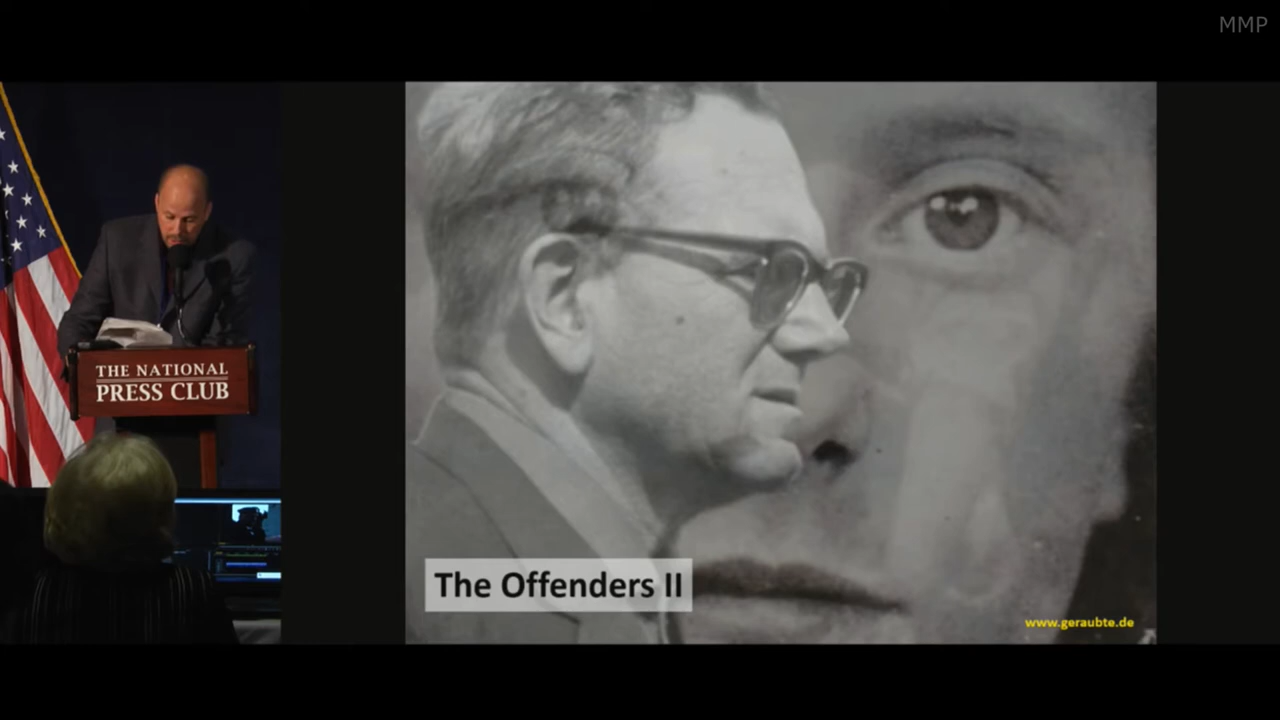 MMP
THE NATIONAL
PRESS CLUB
The Offenders II
www.geraubte.de